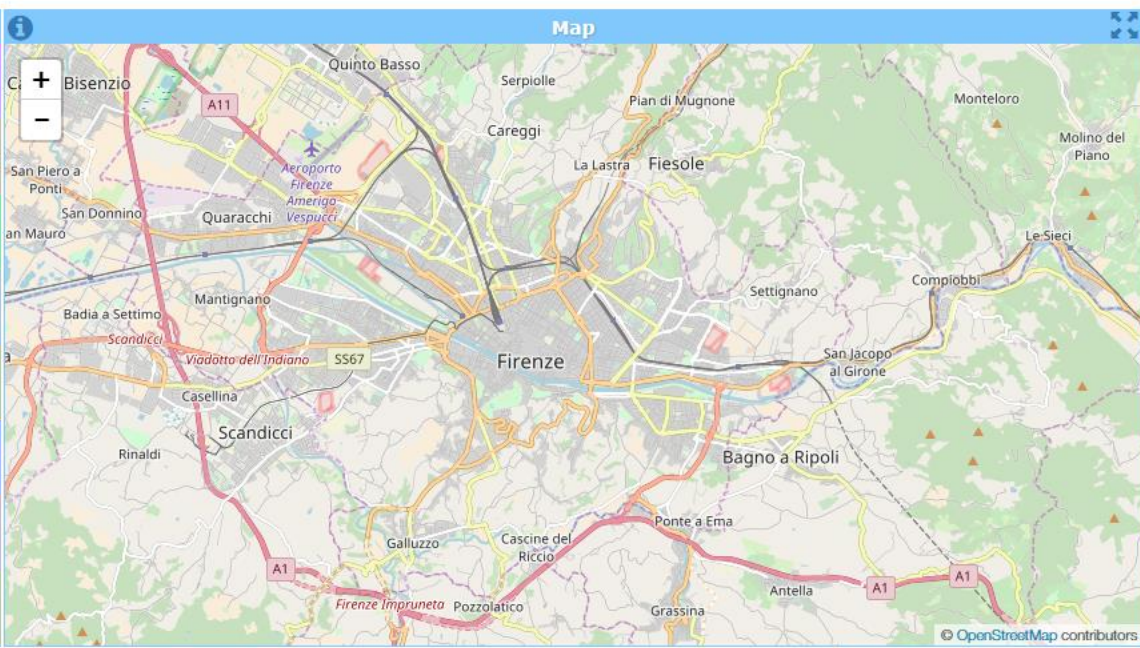 Map
+
−
Quinto Basso
Bisenzio
Serpiolle
A11
Pian di Mugnone
Monteloro
Careggi
Molino del
Piano
La Lastra
Fiesole
San Piero a
Ponti
Aeroporto
Firenze
Amerigo
Vespucci
San Donnino
Quaracchi
an Mauro
Le Sieci
Compiobbi
Settignano
Mantignano
Badia a Settimo
Scandicci
Viadotto dell'Indiano
SS67
Firenze
San Jacopo
al Girone
Casellina
Scandicci
Rinaldi
Bagno a Ripoli
Ponte a Ema
Galluzzo
Cascine del
Riccio
A1
A1
A1
Antella
Firenze Impruneta
Pozzolatico
Grassina
© OpenStreetMap contributors